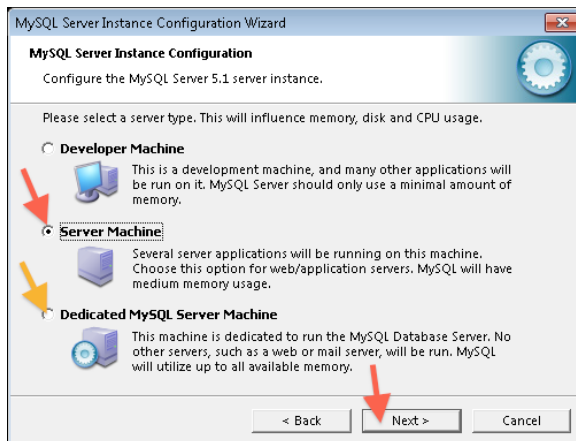 MySQL Server Instance Configuration Wizard
MySQL Server Instance Configuration
Configure the MySQL Server 5.1 server instance.
Please select a server type. This will influence memory, disk and CPU usage.
Developer Machine
This is a development machine, and many other applications will
be run on it. MySQL Server should only use a minimal amount of
memory.
Server Machine
Several server applications will be running on this machine.
Choose this option for web/application servers. MySQL will have
medium memory usage.
Dedicated MySQL Server Machine
This machine is dedicated to run the MySQL Database Server. No
other servers, such as a web or mail server, will be run. MySQL
will utilize up to all available memory.
< Back
Next >
Cancel